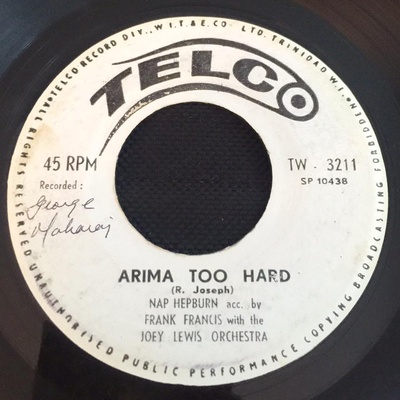 TELCO RECORD DIV., W.I.T.& E.CO. LTD. TRINIDAD W.I.
ALL RIGHTS RESERVED UNAUTHORISED PUBLIC PERFORMANCE COPYING BROADCASTING FORBIDDEN
TELCO
45 RPM
TW - 3211
SP 10438
Recorded :
George
Maharaj
ARIMA TOO HARD
(R. Joseph)
NAP HEPBURN acc. by
FRANK FRANCIS with the
JOEY LEWIS ORCHESTRA